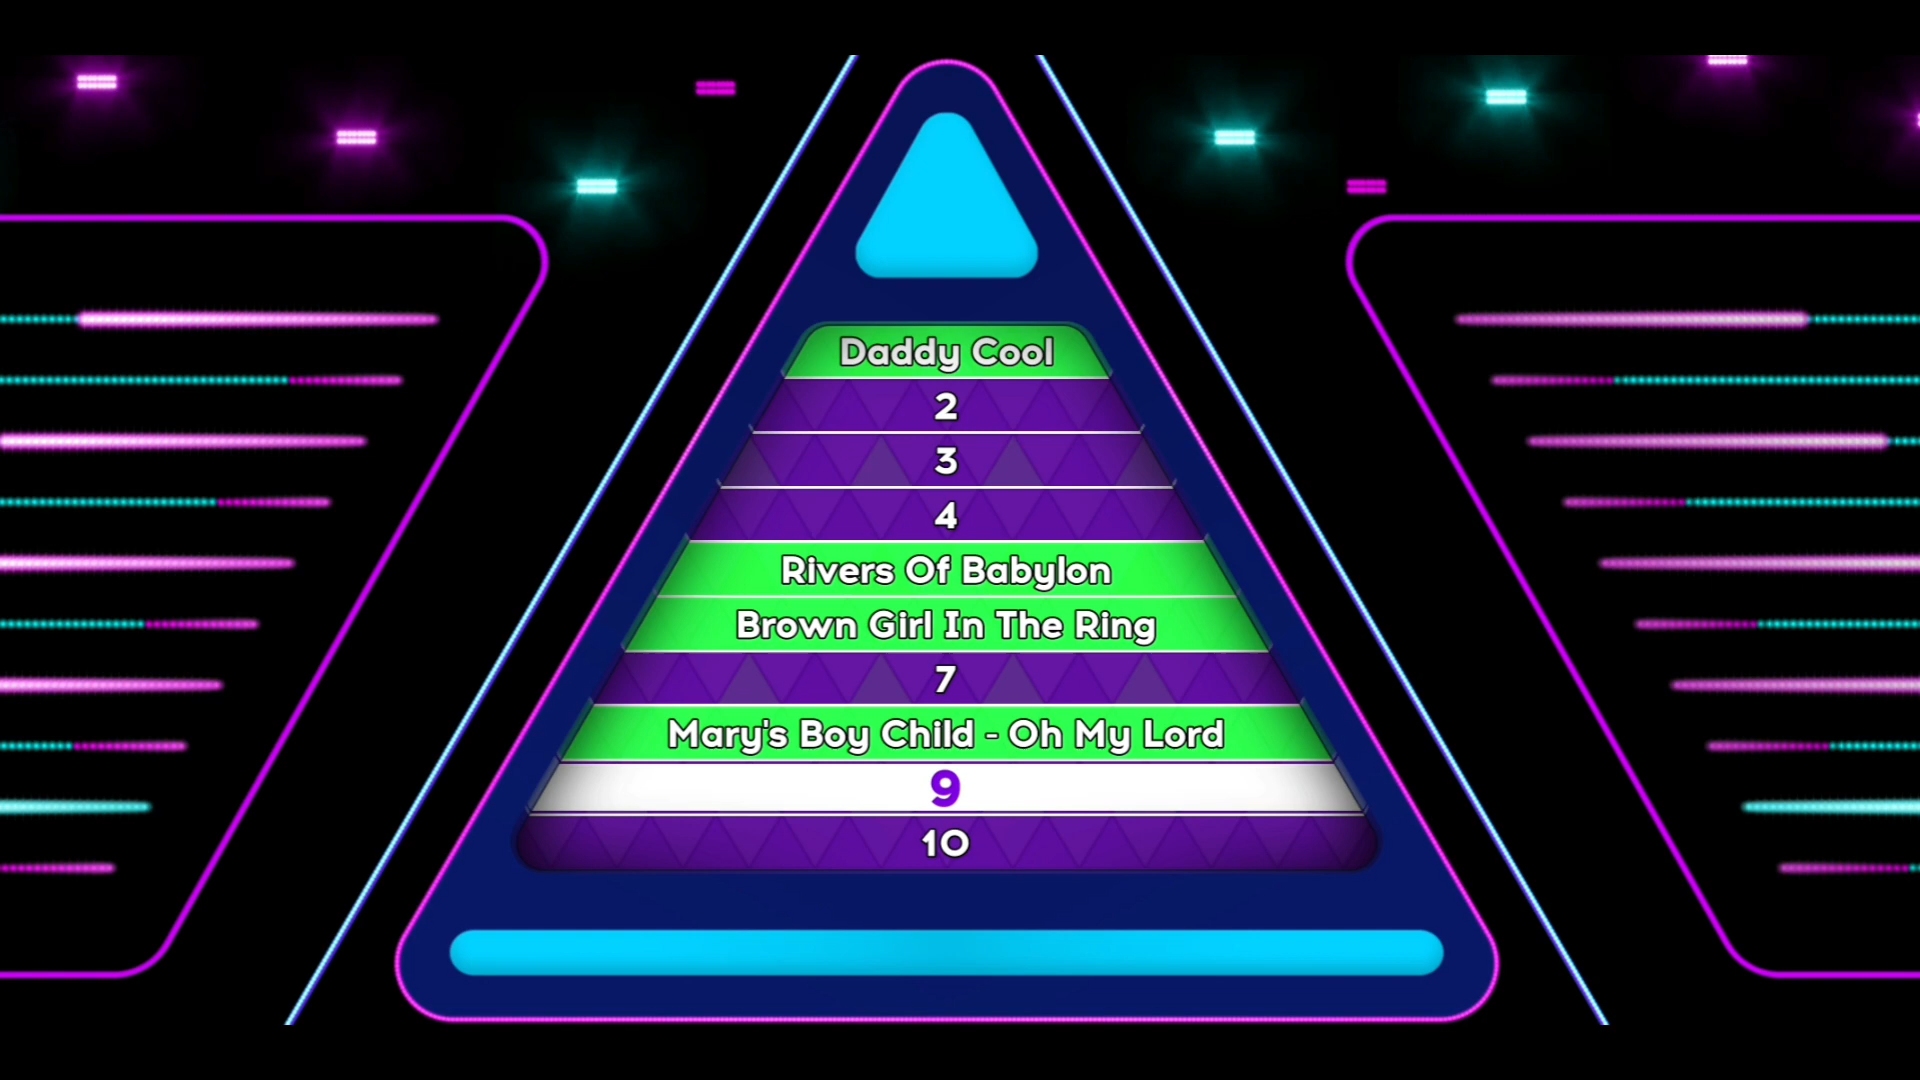 Daddy Cool
2
3
4
Rivers Of Babylon
Brown Girl In The Ring
7
Mary's Boy Child - Oh My Lord
9
10